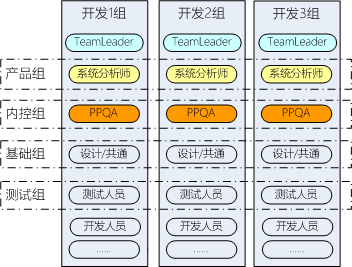 开发1组 开发2组 开发3组
TeamLeader TeamLeader TeamLeader
产品组 系统分析师 系统分析师 系统分析师
内控组 PPQA PPQA PPQA
基础组 设计/共通 设计/共通 设计/共通
测试组 测试人员 测试人员 测试人员
开发人员 开发人员 开发人员
...... ...... ......